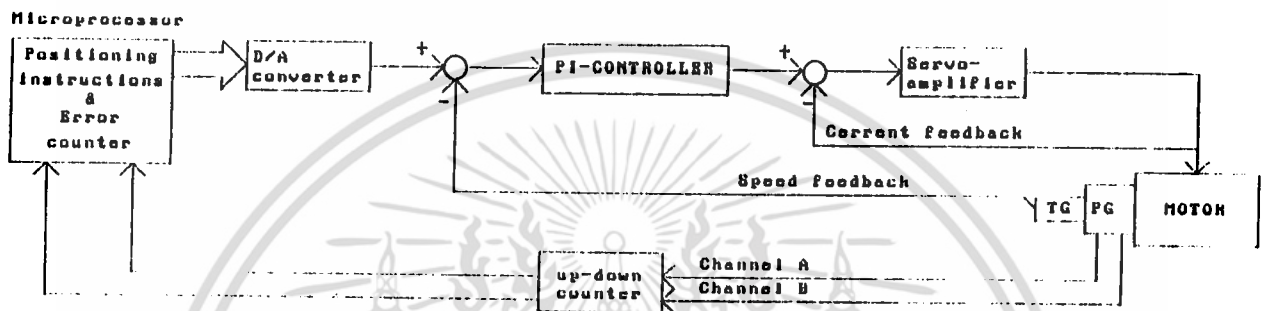 Microprocessor
Positioning
instructions
&
Error
counter
D/A
converter
+
-
PI-CONTROLLER
+
-
Servo-
amplifier
Current feedback
Speed feedback
TG
PG
MOTOR
up-down
counter
Channel A
Channel B